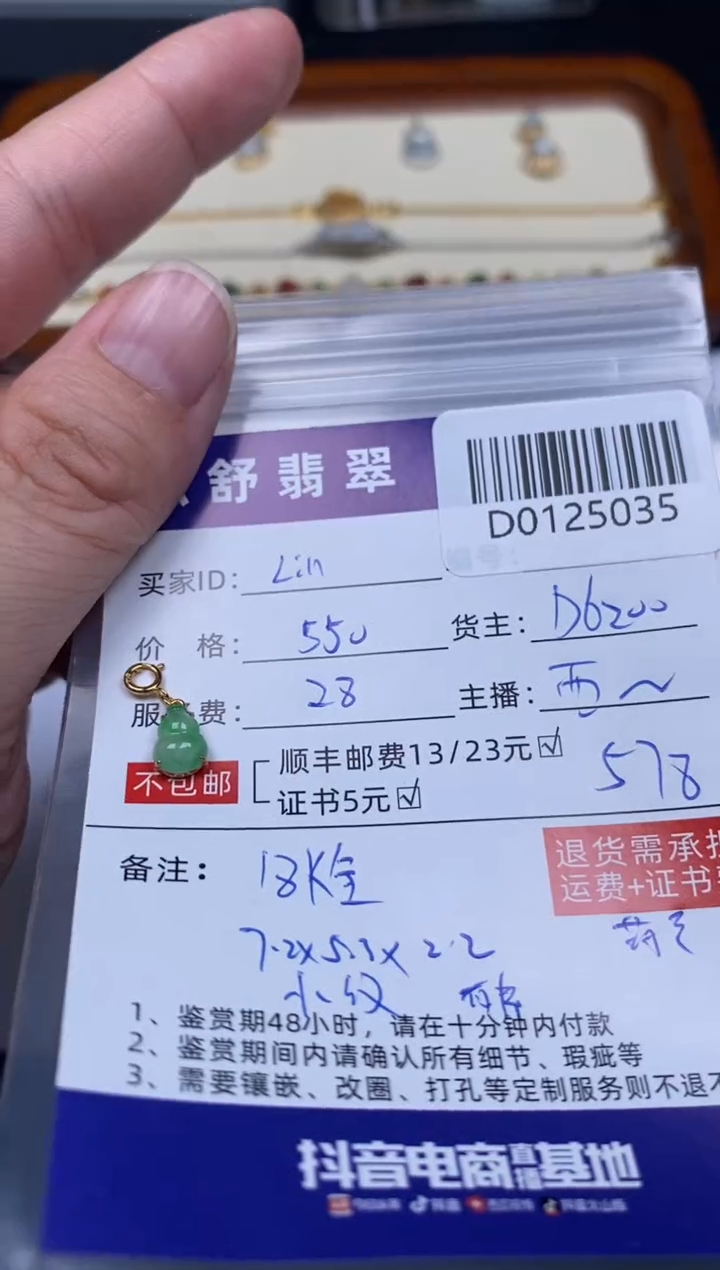 舒翡翠
D0125035
买家ID: Lin
价 格: 550 货主: D6200
服 费: 28 主播: 西~
不包邮 顺丰邮费13/23元☑
证书5元☑ 578
备注: 18K金
退货需承担
运费+证书
7.2x5.3x2.2 葫芦
小纹
1、鉴赏期48小时，请在十分钟内付款
2、鉴赏期间内请确认所有细节、瑕疵等
3、需要镶嵌、改圈、打孔等定制服务则不退不
抖音电商直播基地